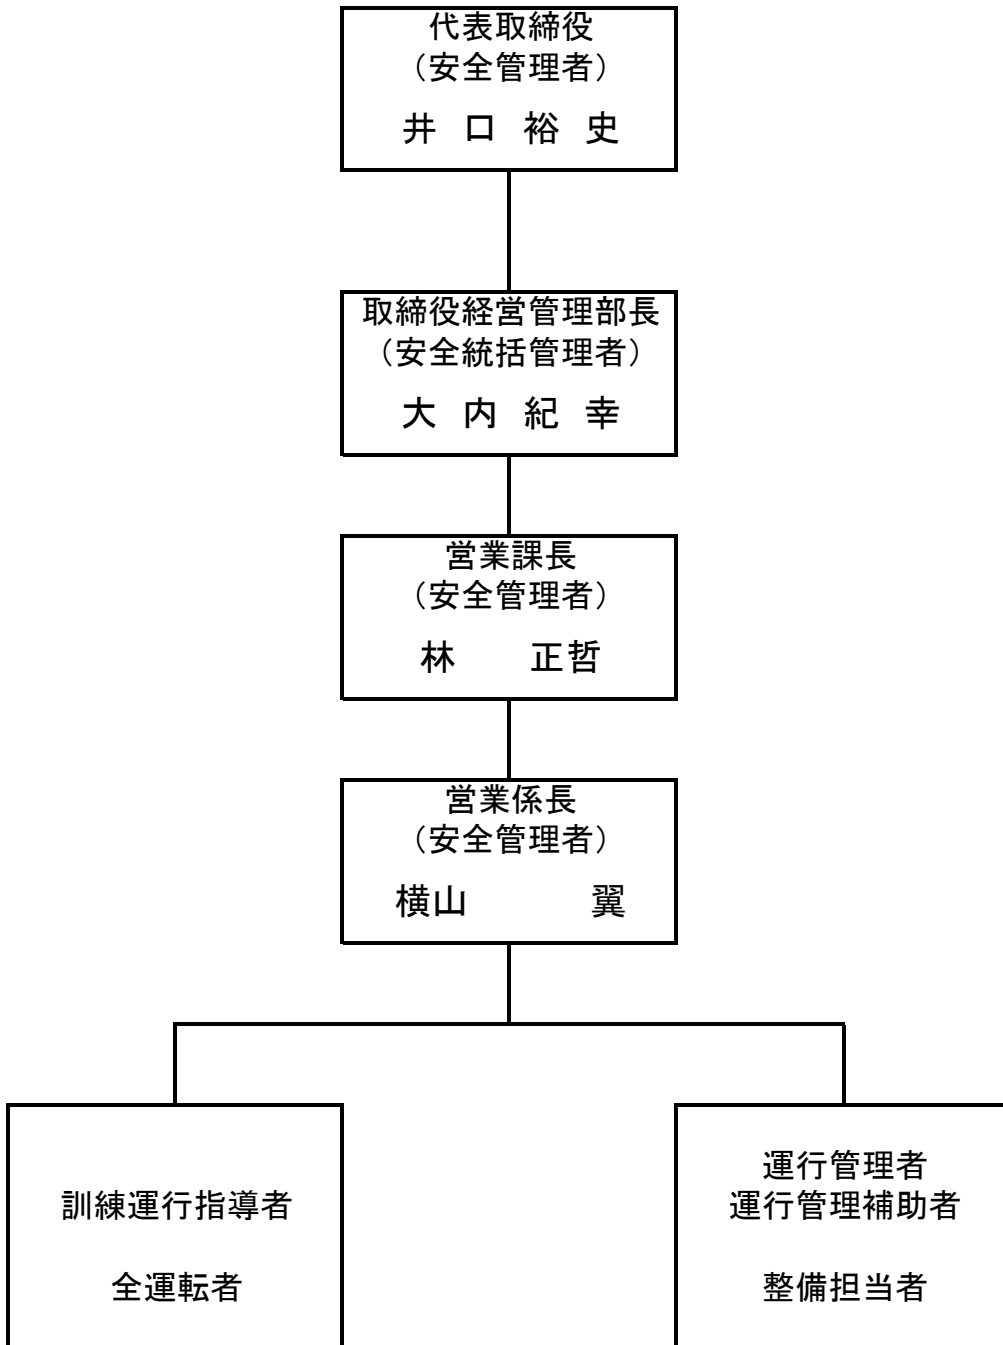 代表取締役
（安全管理者）
井 口 裕 史
取締役経営管理部長
（安全統括管理者）
大 内 紀 幸
営業課長
（安全管理者）
林 正哲
営業係長
（安全管理者）
横山 翼
訓練運行指導者
全運転者
運行管理者
運行管理補助者
整備担当者